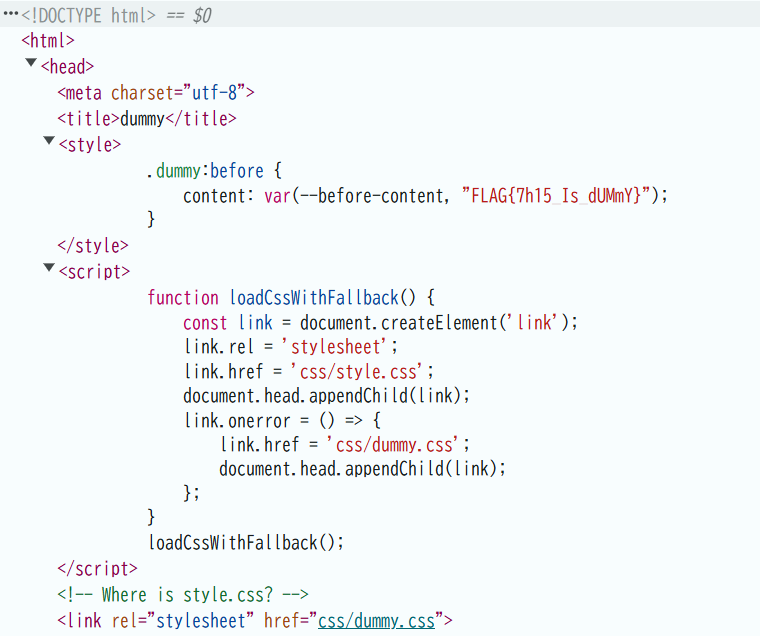 ···<!DOCTYPE html> == $0
<html>
▼<head>
<meta charset="utf-8">
<title>dummy</title>
▼<style>
.dummy:before {
content: var(--before-content, "FLAG{7h15_Is_dUMmY}");
}
</style>
▼<script>
function loadCssWithFallback() {
const link = document.createElement('link');
link.rel = 'stylesheet';
link.href = 'css/style.css';
document.head.appendChild(link);
link.onerror = () => {
link.href = 'css/dummy.css';
document.head.appendChild(link);
};
}
loadCssWithFallback();
</script>
<!-- Where is style.css? -->
<link rel="stylesheet" href="css/dummy.css">